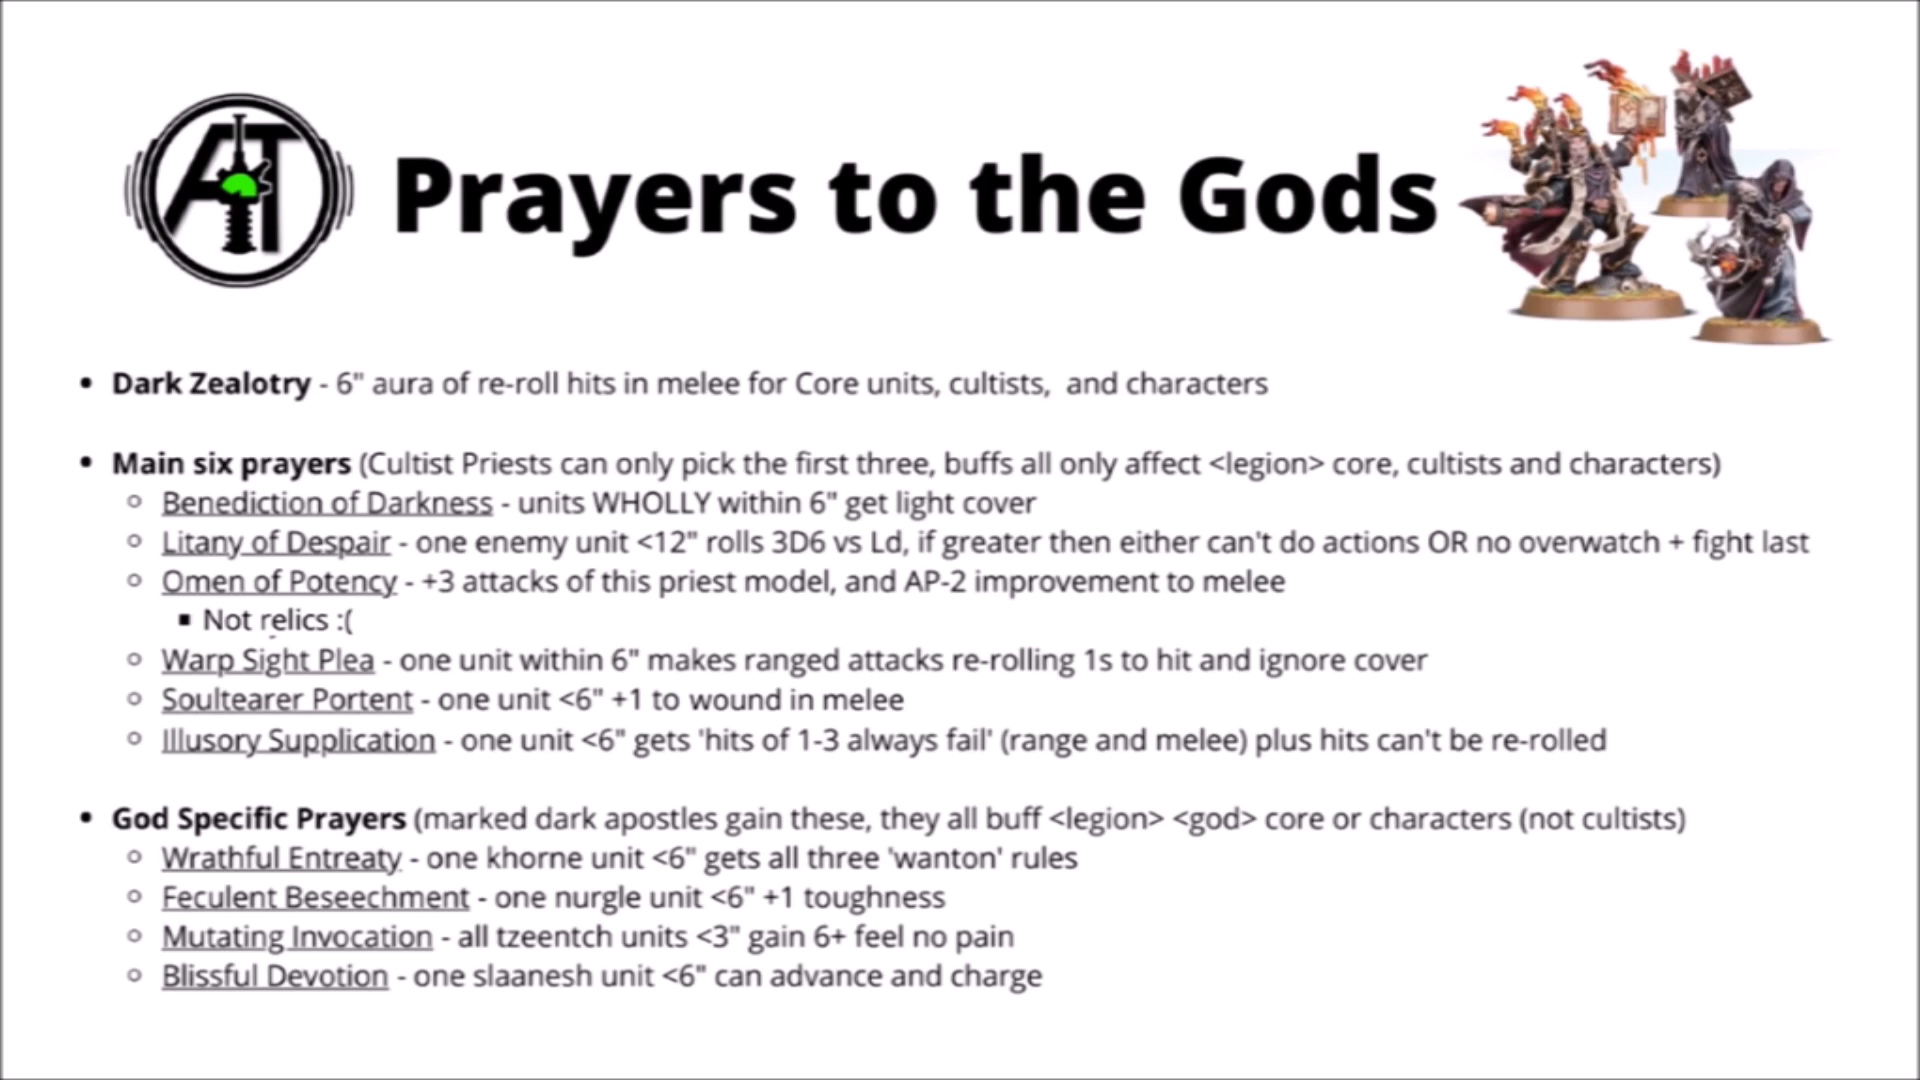 AT
Prayers to the Gods
• Dark Zealotry - 6" aura of re-roll hits in melee for Core units, cultists,  and characters
• Main six prayers (Cultist Priests can only pick the first three, buffs all only affect <legion> core, cultists and characters)
○ Benediction of Darkness - units WHOLLY within 6" get light cover
○ Litany of Despair - one enemy unit <12" rolls 3D6 vs Ld, if greater then either can't do actions OR no overwatch + fight last
○ Omen of Potency - +3 attacks of this priest model, and AP-2 improvement to melee
▪ Not relics :(
○ Warp Sight Plea - one unit within 6" makes ranged attacks re-rolling 1s to hit and ignore cover
○ Soultearer Portent - one unit <6" +1 to wound in melee
○ Illusory Supplication - one unit <6" gets 'hits of 1-3 always fail' (range and melee) plus hits can't be re-rolled
• God Specific Prayers (marked dark apostles gain these, they all buff <legion> <god> core or characters (not cultists)
○ Wrathful Entreaty - one khorne unit <6" gets all three 'wanton' rules
○ Feculent Beseechment - one nurgle unit <6" +1 toughness
○ Mutating Invocation - all tzeentch units <3" gain 6+ feel no pain
○ Blissful Devotion - one slaanesh unit <6" can advance and charge